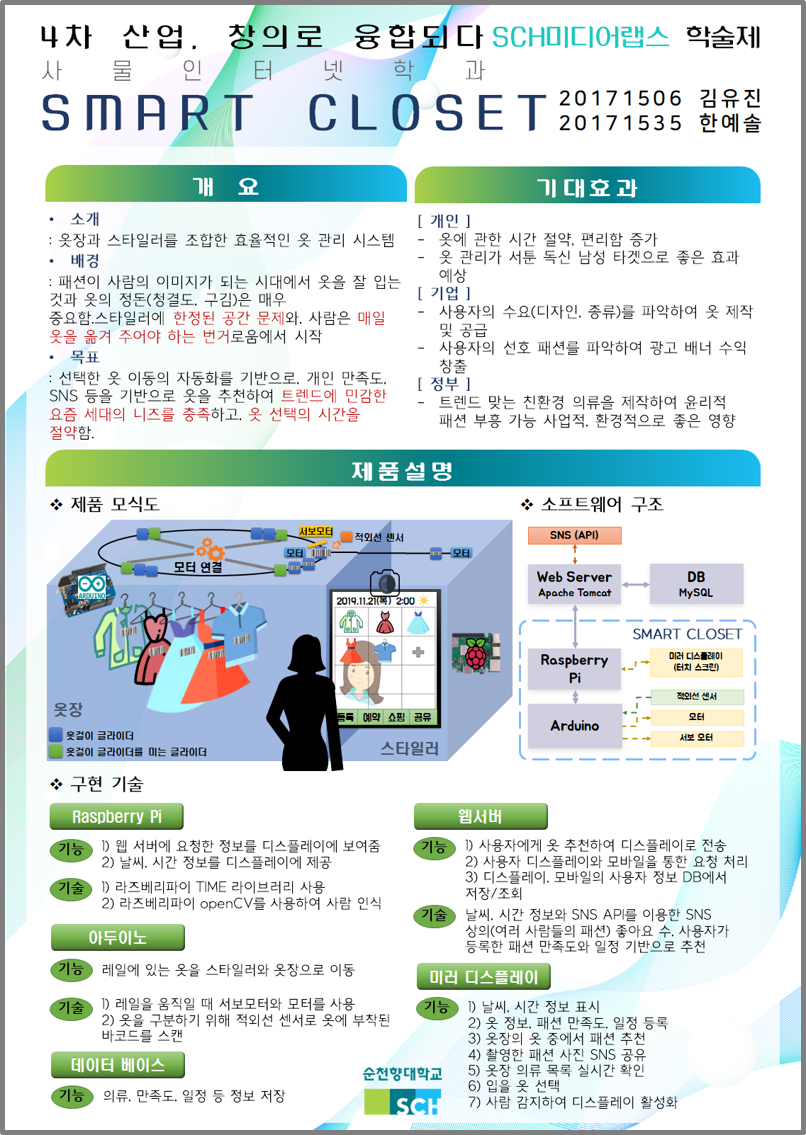 4차 산업, 창의로 융합되다 SCH미디어랩스 학술제
사물인터넷학과
SMART CLOSET
20171506 김유진
20171535 한예솔
개 요
• 소개
: 옷장과 스타일러를 조합한 효율적인 옷 관리 시스템
• 배경
: 패션이 사람의 이미지가 되는 시대에서 옷을 잘 입는
것과 옷의 정돈(청결도, 구김)은 매우
중요함.스타일러에 한정된 공간 문제와, 사람은 매일
옷을 옮겨 주어야 하는 번거로움에서 시작
• 목표
: 선택한 옷 이동의 자동화를 기반으로, 개인 만족도,
SNS 등을 기반으로 옷을 추천하여 트렌드에 민감한
요즘 세대의 니즈를 충족하고, 옷 선택의 시간을
절약함.
기대효과
[ 개인 ]
- 옷에 관한 시간 절약, 편리함 증가
- 옷 관리가 서툰 독신 남성 타겟으로 좋은 효과
예상
[ 기업 ]
- 사용자의 수요(디자인, 종류)를 파악하여 옷 제작
및 공급
- 사용자의 선호 패션를 파악하여 광고 배너 수익
창출
[ 정부 ]
- 트렌드 맞는 친환경 의류를 제작하여 윤리적
패션 부흥 가능 사업적, 환경적으로 좋은 영향
제품설명
❖ 제품 모식도
서보모터
적외선 센서
모터
모터
모터 연결
ARDUINO
2019.11.21(목) 2:00
등록 예약 쇼핑 공유
옷장
스타일러
옷걸이 글라이더
옷걸이 글라이더를 미는 글라이더
❖ 소프트웨어 구조
SNS (API)
Web Server
Apache Tomcat
DB
MySQL
SMART CLOSET
Raspberry
Pi
미러 디스플레이
(터치 스크린)
Arduino
적외선 센서
모터
서보 모터
❖ 구현 기술
Raspberry Pi
기능 1) 웹 서버에 요청한 정보를 디스플레이에 보여줌
2) 날씨, 시간 정보를 디스플레이에 제공
기술 1) 라즈베리파이 TIME 라이브러리 사용
2) 라즈베리파이 openCV를 사용하여 사람 인식
아두이노
기능 레일에 있는 옷을 스타일러와 옷장으로 이동
기술 1) 레일을 움직일 때 서보모터와 모터를 사용
2) 옷을 구분하기 위해 적외선 센서로 옷에 부착된
바코드를 스캔
데이터 베이스
기능 의류, 만족도, 일정 등 정보 저장
웹서버
기능 1) 사용자에게 옷 추천하여 디스플레이로 전송
2) 사용자 디스플레이와 모바일을 통한 요청 처리
3) 디스플레이, 모바일의 사용자 정보 DB에서
저장/조회
기술 날씨, 시간 정보와 SNS API를 이용한 SNS
상의(여러 사람들의 패션) 좋아요 수, 사용자가
등록한 패션 만족도와 일정 기반으로 추천
미러 디스플레이
기능 1) 날씨, 시간 정보 표시
2) 옷 정보, 패션 만족도, 일정 등록
3) 옷장의 옷 중에서 패션 추천
4) 촬영한 패션 사진 SNS 공유
5) 옷장 의류 목록 실시간 확인
6) 입을 옷 선택
7) 사람 감지하여 디스플레이 활성화
순천향대학교
SCH